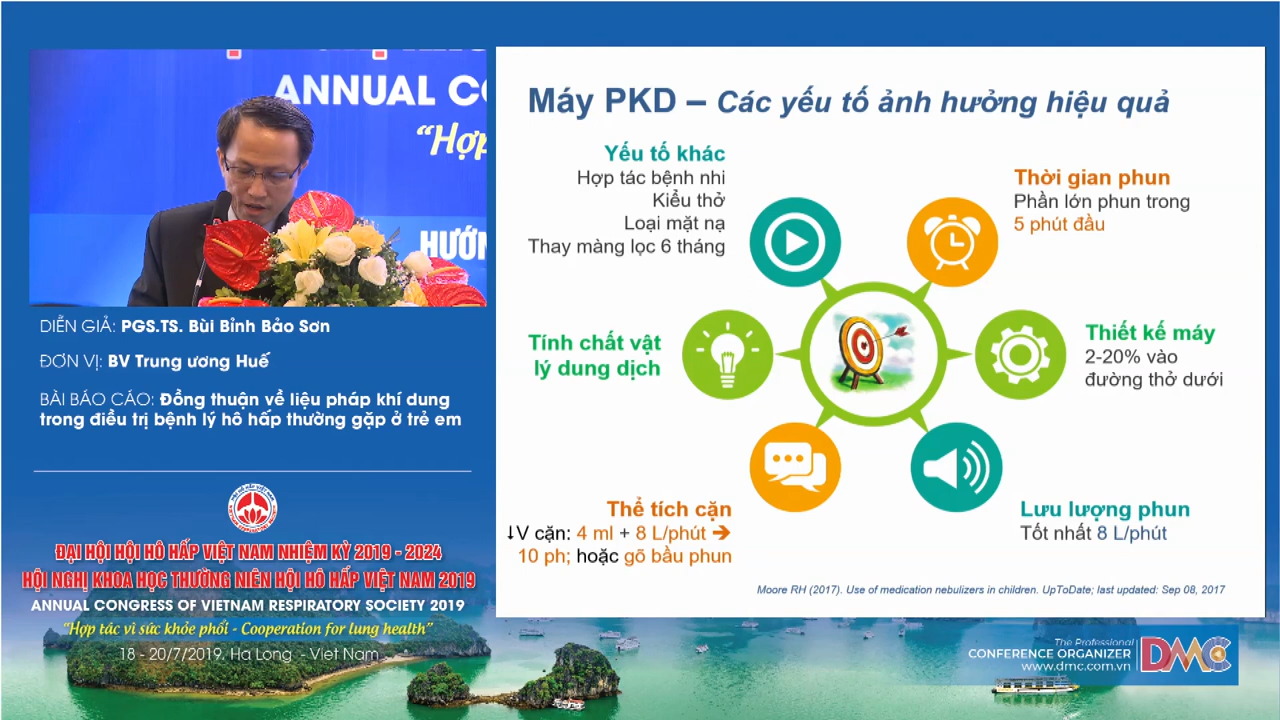 ANNUAL CO
“Hợp
HƯỚN
DIỄN GIẢ: PGS.TS. Bùi Bỉnh Bảo Sơn
ĐƠN VỊ: BV Trung ương Huế
BÀI BÁO CÁO: Đồng thuận về liệu pháp khí dung
trong điều trị bệnh lý hô hấp thường gặp ở trẻ em
ĐẠI HỘI HỘI HÔ HẤP VIỆT NAM NHIỆM KỲ 2019 - 2024
HỘI NGHỊ KHOA HỌC THƯỜNG NIÊN HỘI HÔ HẤP VIỆT NAM 2019
ANNUAL CONGRESS OF VIETNAM RESPIRATORY SOCIETY 2019
“Hợp tác vì sức khỏe phổi - Cooperation for lung health”
18 - 20/7/2019. Ha Long - Viet Nam
Máy PKD – Các yếu tố ảnh hưởng hiệu quả
Yếu tố khác
Hợp tác bệnh nhi
Kiểu thở
Loại mặt nạ
Thay màng lọc 6 tháng
Thời gian phun
Phần lớn phun trong
5 phút đầu
Tính chất vật
lý dung dịch
Thiết kế máy
2-20% vào
đường thở dưới
Thể tích cặn
↓V cặn: 4 ml + 8 L/phút ➔
10 ph; hoặc gõ bầu phun
Lưu lượng phun
Tốt nhất 8 L/phút
Moore RH (2017). Use of medication nebulizers in children. UpToDate; last updated: Sep 08, 2017
The Professional
CONFERENCE ORGANIZER
www.dmc.com.vn
DMC